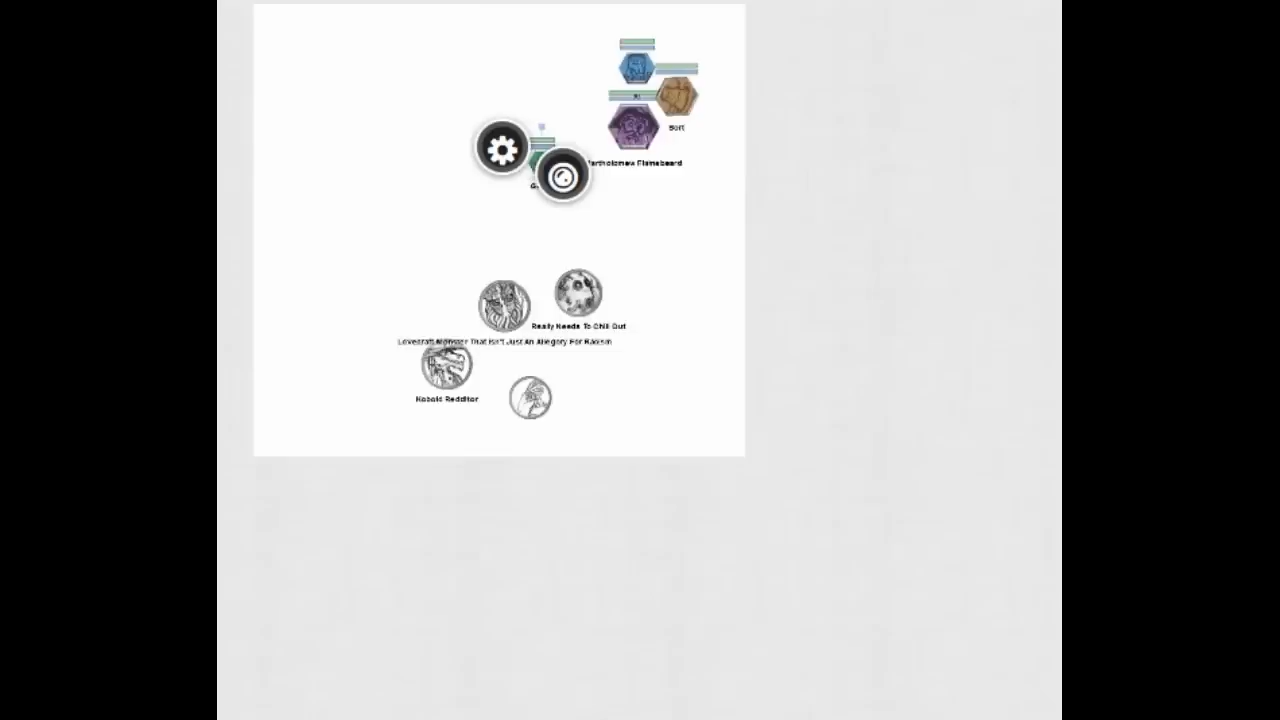 Bort
Bartholomew Flamebeard
G
Really Needs To Chill Out
Lovecraft Monster That Isn't Just An Allegory For Racism
Kobold Redditor